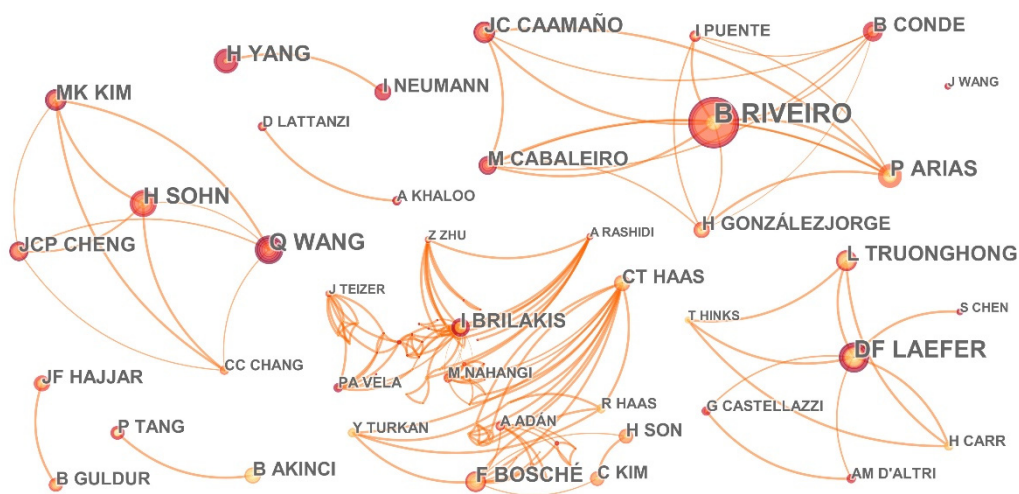 JC CAAMAÑO
I PUENTE
B CONDE
H YANG
I NEUMANN
J WANG
MK KIM
B RIVEIRO
D LATTANZI
M CABALEIRO
P ARIAS
A KHALOO
H SOHN
H GONZÁLEZJORGE
JCP CHENG
Q WANG
Z ZHU
A RASHIDI
L TRUONGHONG
CT HAAS
J TEIZER
T HINKS
S CHEN
I BRILAKIS
DF LAEFER
CC CHANG
PA VELA
M NAHANGI
JF HAJJAR
R HAAS
G CASTELLAZZI
P TANG
Y TURKAN
A ADÁN
H SON
H CARR
B GULDUR
B AKINCI
F BOSCHÉ
C KIM
AM D'ALTRI